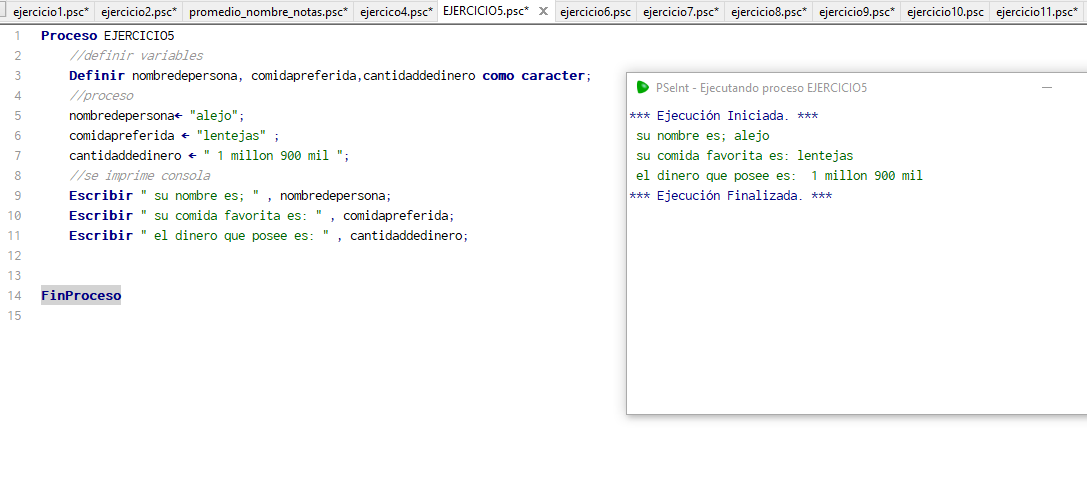 ejercicio1.psc* ejercicio2.psc* promedio_nombre_notas.psc* ejercico4.psc* EJERCICIO5.psc* ejercicio6.psc ejercicio7.psc* ejercicio8.psc* ejercicio9.psc* ejercicio10.psc ejercicio11.psc*
1 Proceso EJERCICIO5
2 //definir variables
3 Definir nombredepersona, comidapreferida,cantidaddedinero como caracter;
4 //proceso
5 nombredepersona← "alejo";
6 comidapreferida ← "lentejas" ;
7 cantidaddedinero ← " 1 millon 900 mil ";
8 //se imprime consola
9 Escribir " su nombre es; " , nombredepersona;
10 Escribir " su comida favorita es: " , comidapreferida;
11 Escribir " el dinero que posee es: " , cantidaddedinero;
12
13
14 FinProceso
15
PSeInt - Ejecutando proceso EJERCICIO5
*** Ejecución Iniciada. ***
su nombre es; alejo
su comida favorita es: lentejas
el dinero que posee es:  1 millon 900 mil
*** Ejecución Finalizada. ***